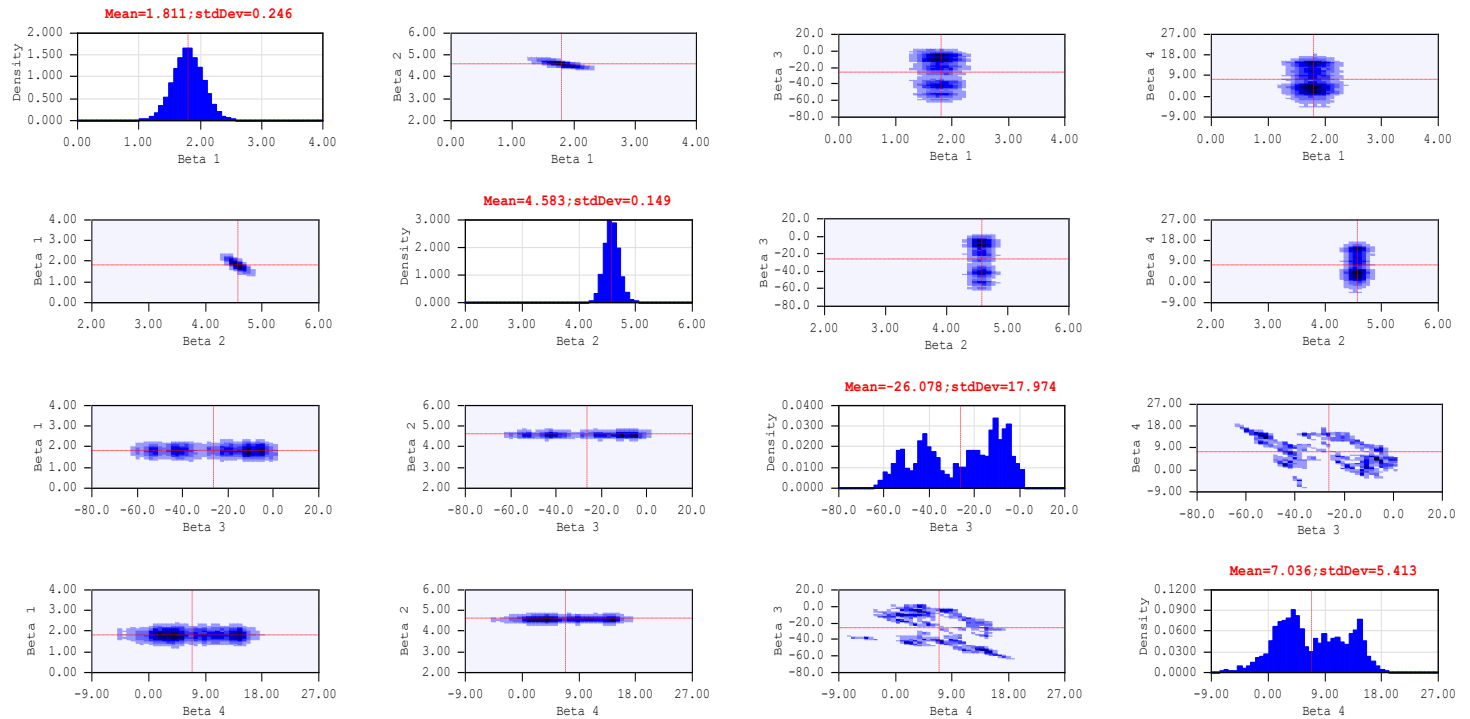 Mean=1.811;stdDev=0.246
2.000
1.500
1.000
0.500
0.000
Density
0.00 1.00 2.00 3.00 4.00
Beta 1
6.00
5.00
4.00
3.00
2.00
Beta 2
0.00 1.00 2.00 3.00 4.00
Beta 1
20.0
0.0
-20.0
-40.0
-60.0
-80.0
Beta 3
0.00 1.00 2.00 3.00 4.00
Beta 1
27.00
18.00
9.00
0.00
-9.00
Beta 4
0.00 1.00 2.00 3.00 4.00
Beta 1
4.00
3.00
2.00
1.00
0.00
Beta 1
2.00 3.00 4.00 5.00 6.00
Beta 2
Mean=4.583;stdDev=0.149
3.000
2.000
1.000
0.000
Density
2.00 3.00 4.00 5.00 6.00
Beta 2
20.0
-0.0
-20.0
-40.0
-60.0
-80.0
Beta 3
2.00 3.00 4.00 5.00 6.00
Beta 2
27.00
18.00
9.00
0.00
-9.00
Beta 4
2.00 3.00 4.00 5.00 6.00
Beta 2
4.00
3.00
2.00
1.00
0.00
Beta 1
-80.0 -60.0 -40.0 -20.0 0.0 20.0
Beta 3
6.00
5.00
4.00
3.00
2.00
Beta 2
-80.0 -60.0 -40.0 -20.0 0.0 20.0
Beta 3
Mean=-26.078;stdDev=17.974
0.0400
0.0300
0.0200
0.0100
0.0000
Density
-80.0 -60.0 -40.0 -20.0 -0.0 20.0
Beta 3
27.00
18.00
9.00
0.00
-9.00
Beta 4
-80.0 -60.0 -40.0 -20.0 0.0 20.0
Beta 3
4.00
3.00
2.00
1.00
0.00
Beta 1
-9.00 0.00 9.00 18.00 27.00
Beta 4
6.00
5.00
4.00
3.00
2.00
Beta 2
-9.00 0.00 9.00 18.00 27.00
Beta 4
20.0
0.0
-20.0
-40.0
-60.0
-80.0
Beta 3
-9.00 0.00 9.00 18.00 27.00
Beta 4
Mean=7.036;stdDev=5.413
0.1200
0.0900
0.0600
0.0300
0.0000
Density
-9.00 0.00 9.00 18.00 27.00
Beta 4